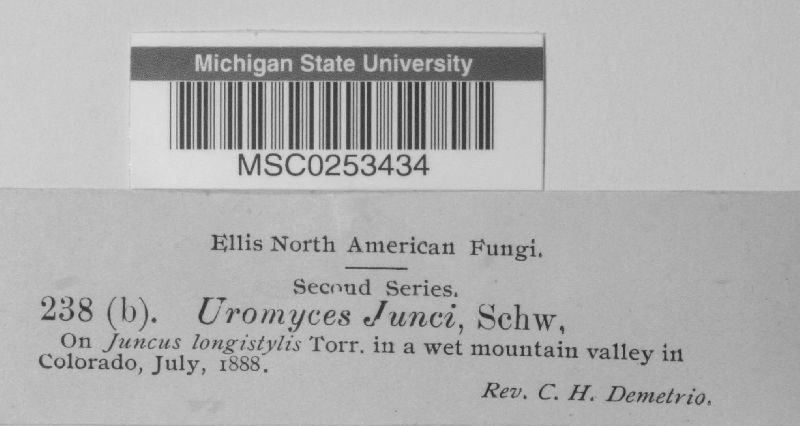 Michigan State University
MSC0253434
Ellis North American Fungi.
Second Series.
238 (b). Uromyces Junci, Schw,
On Juncus longistylis Torr. in a wet mountain valley in
Colorado, July, 1888.
Rev. C. H. Demetrio.